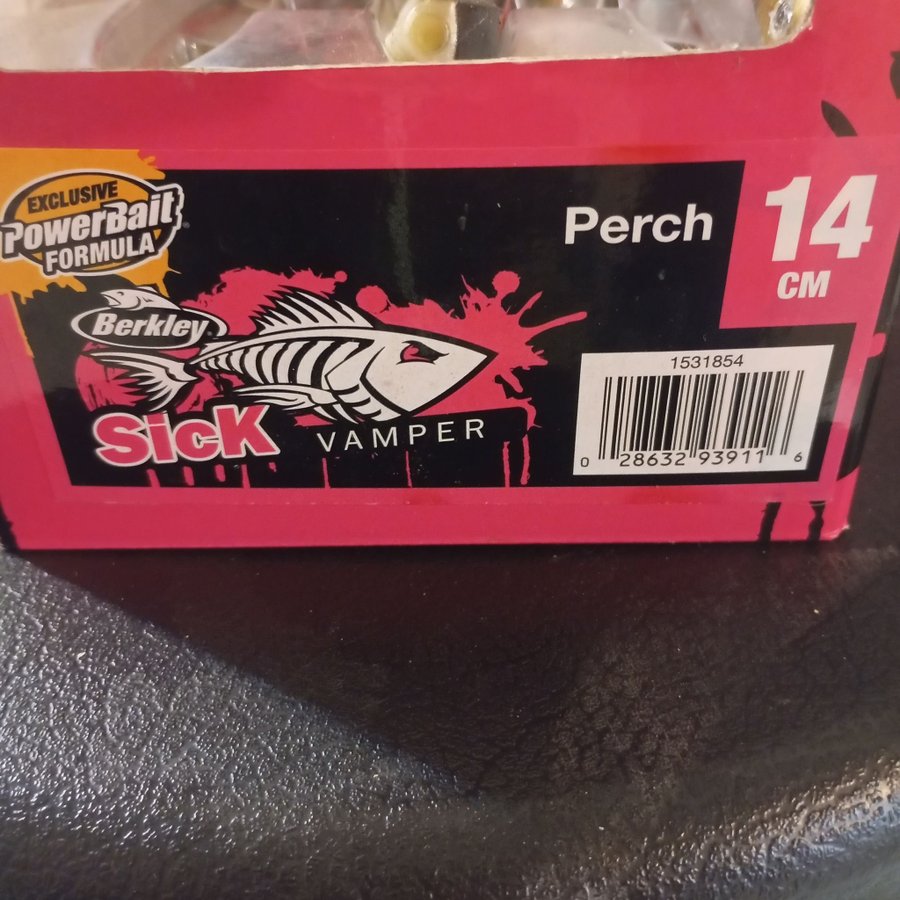 EXCLUSIVE
PowerBait
FORMULA
Perch
14
CM
Berkley
Sick
VAMPER
1531854
0 28632 93911 6